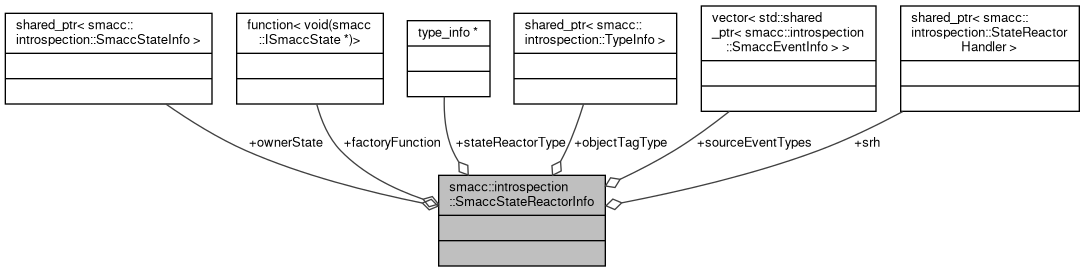 shared_ptr< smacc::
introspection::SmaccStateInfo >
function< void(smacc
::ISmaccState *)>
type_info *
shared_ptr< smacc::
introspection::TypeInfo >
vector< std::shared
_ptr< smacc::introspection
::SmaccEventInfo > >
shared_ptr< smacc::
introspection::StateReactor
Handler >
+ownerState
+factoryFunction
+stateReactorType
+objectTagType
+sourceEventTypes
+srh
smacc::introspection
::SmaccStateReactorInfo